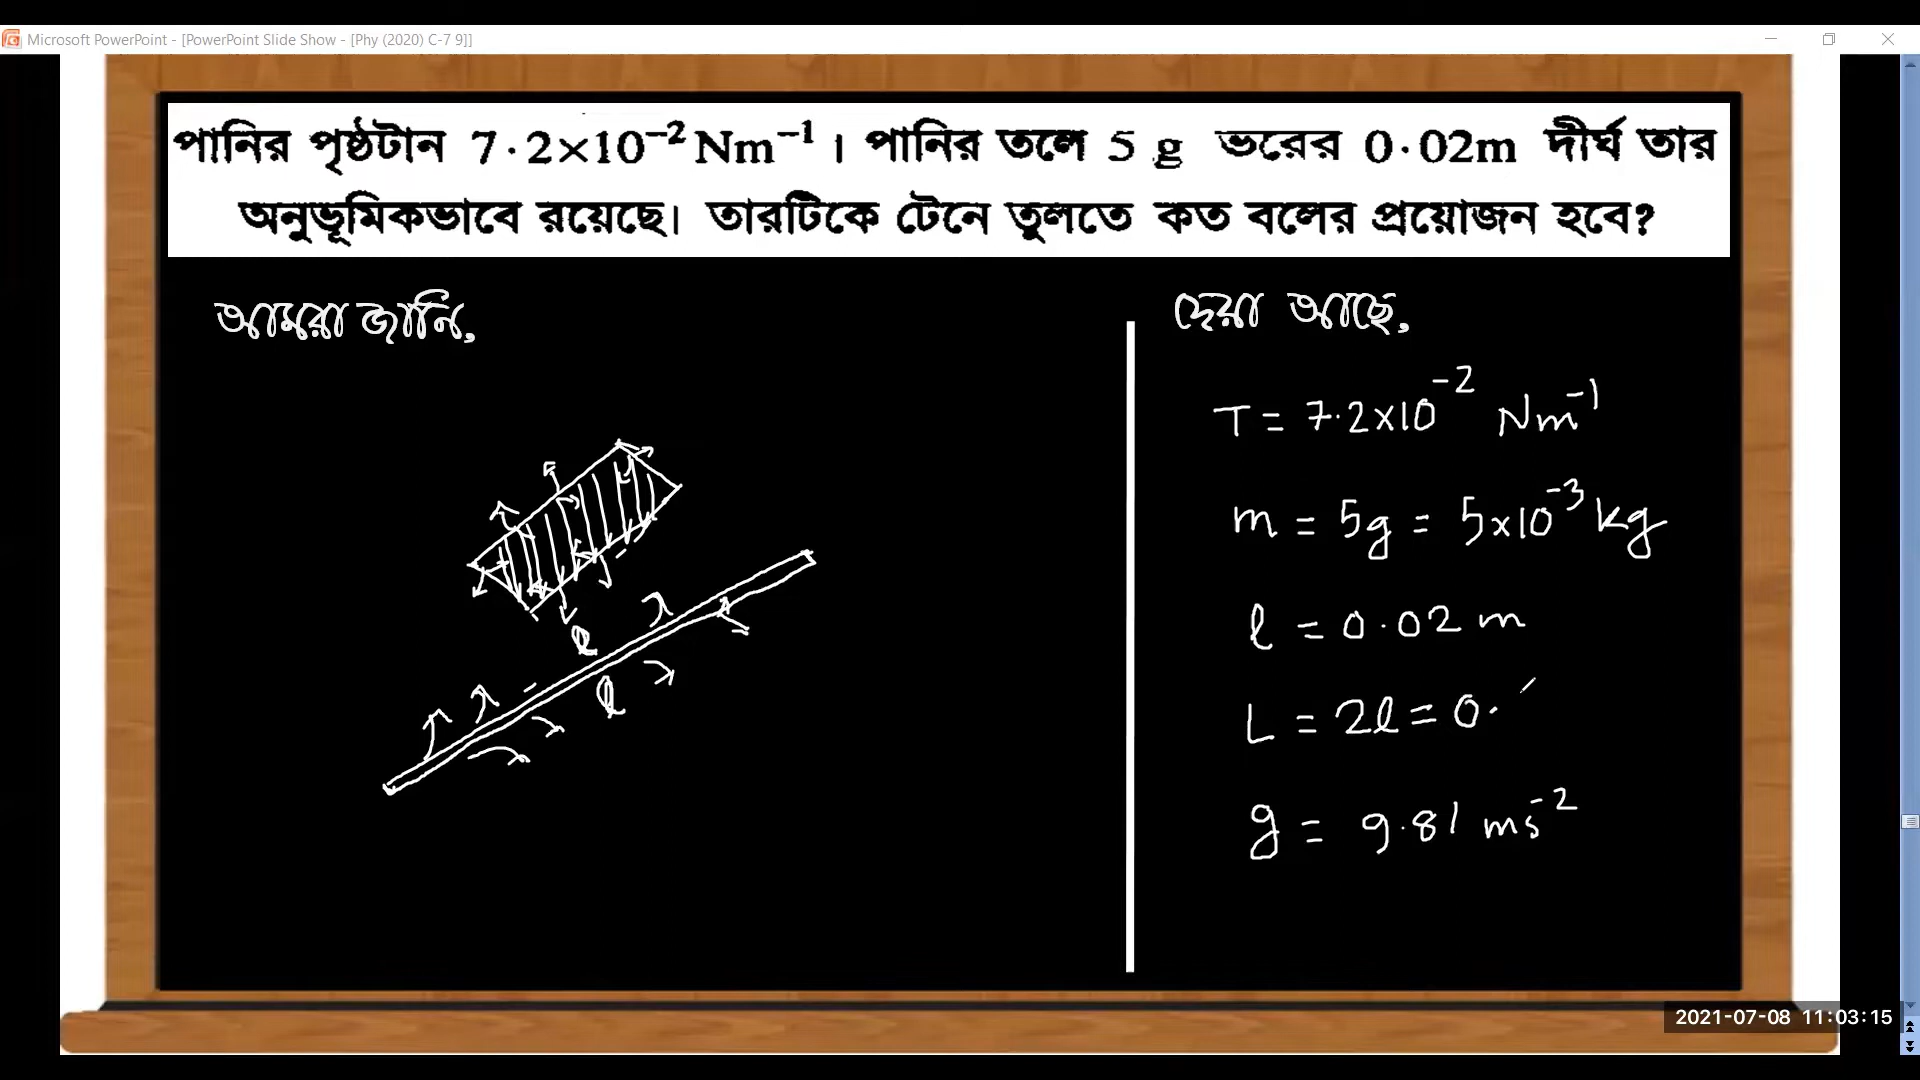 Microsoft PowerPoint - [PowerPoint Slide Show - [Phy (2020) C-7 9]]
পানির পৃষ্ঠটান 7·2×10⁻² Nm⁻¹। পানির তলে 5 g ভরের 0·02m দীর্ঘ তার
অনুভূমিকভাবে রয়েছে। তারটিকে টেনে তুলতে কত বলের প্রয়োজন হবে?
আমরা জানি,
l
l
দেয়া আছে,
T = 7.2×10⁻² Nm⁻¹
m = 5g = 5×10⁻³ kg
l = 0.02 m
L = 2l = 0.
g = 9.81 ms⁻²
2021-07-08 11:03:15